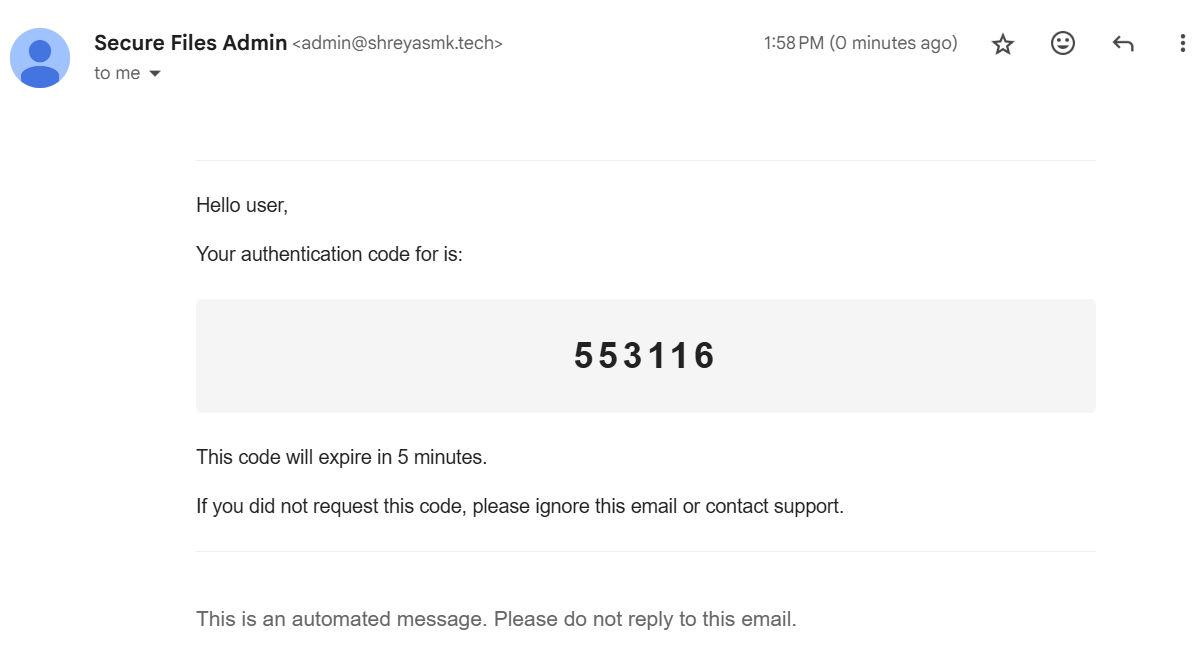 Secure Files Admin <admin@shreyasmk.tech> 1:58 PM (0 minutes ago)
to me
Hello user,
Your authentication code for is:
553116
This code will expire in 5 minutes.
If you did not request this code, please ignore this email or contact support.
This is an automated message. Please do not reply to this email.